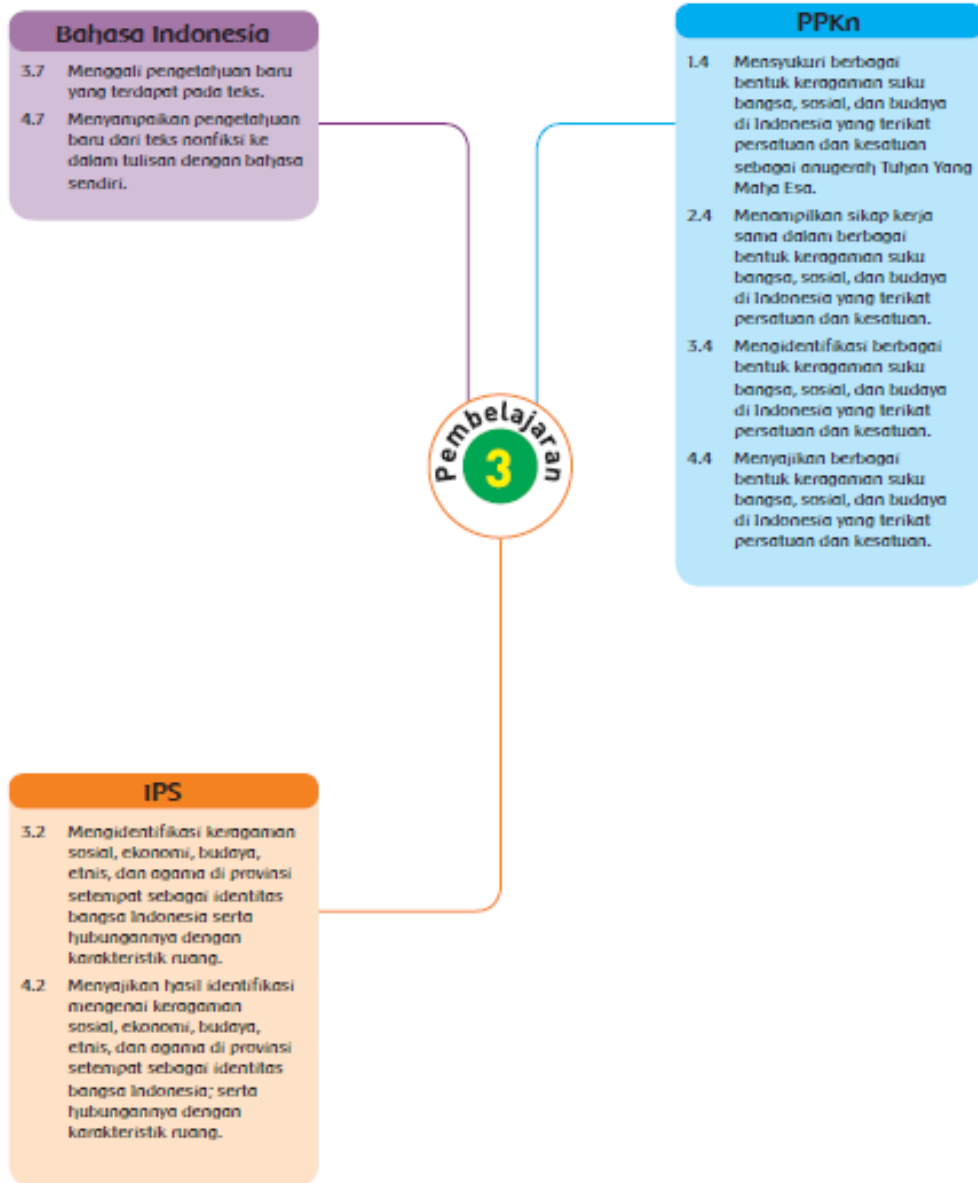 Bahasa Indonesia
3.7 Menggali pengetahuan baru
yang terdapat pada teks.
4.7 Menyampaikan pengetahuan
baru dari teks nonfiksi ke
dalam tulisan dengan bahasa
sendiri.
PPKn
1.4 Mensyukuri berbagai
bentuk keragaman suku
bangsa, sosial, dan budaya
di Indonesia yang terikat
persatuan dan kesatuan
sebagai anugerah Tuhan Yang
Maha Esa.
2.4 Menampilkan sikap kerja
sama dalam berbagai
bentuk keragaman suku
bangsa, sosial, dan budaya
di Indonesia yang terikat
persatuan dan kesatuan.
3.4 Mengidentifikasi berbagai
bentuk keragaman suku
bangsa, sosial, dan budaya
di Indonesia yang terikat
persatuan dan kesatuan.
4.4 Menyajikan berbagai
bentuk keragaman suku
bangsa, sosial, dan budaya
di Indonesia yang terikat
persatuan dan kesatuan.
Pembelajaran
3
IPS
3.2 Mengidentifikasi keragaman
sosial, ekonomi, budaya,
etnis, dan agama di provinsi
setempat sebagai identitas
bangsa Indonesia serta
hubungannya dengan
karakteristik ruang.
4.2 Menyajikan hasil identifikasi
mengenai keragaman
sosial, ekonomi, budaya,
etnis, dan agama di provinsi
setempat sebagai identitas
bangsa Indonesia; serta
hubungannya dengan
karakteristik ruang.